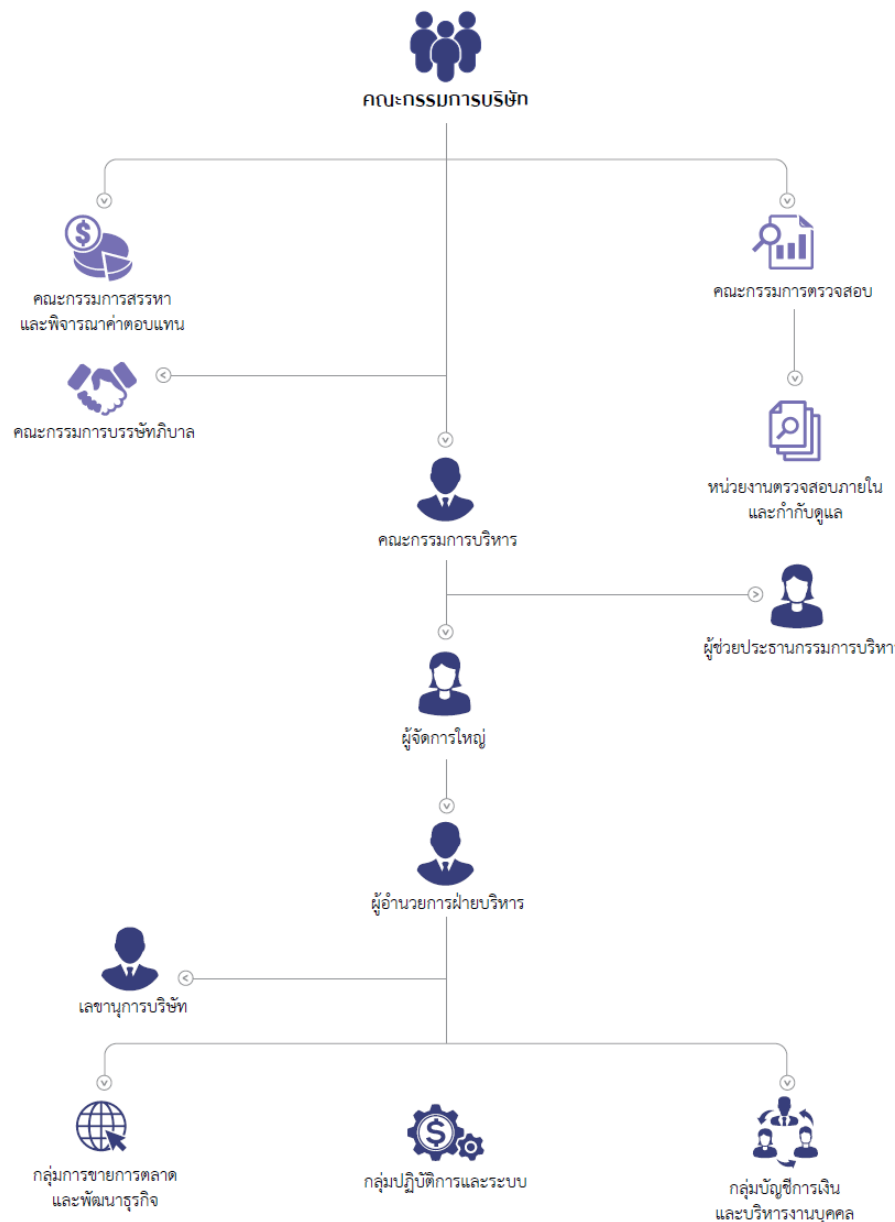 คณะกรรมการบริษัท
คณะกรรมการสรรหา
และพิจารณาค่าตอบแทน
คณะกรรมการตรวจสอบ
คณะกรรมการบรรษัทภิบาล
หน่วยงานตรวจสอบภายใน
และกำกับดูแล
คณะกรรมการบริหาร
ผู้ช่วยประธานกรรมการบริหา
ผู้จัดการใหญ่
ผู้อำนวยการฝ่ายบริหาร
เลขานุการบริษัท
กลุ่มการขายการตลาด
และพัฒนาธุรกิจ
กลุ่มปฏิบัติการและระบบ
กลุ่มบัญชีการเงิน
และบริหารงานบุคคล